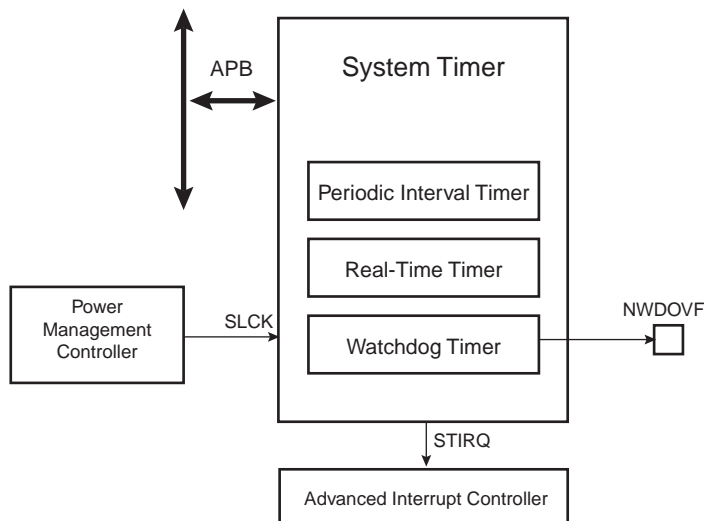 APB
System Timer
Periodic Interval Timer
Real-Time Timer
Power
Management
Controller
SLCK
Watchdog Timer
NWDOVF
STIRQ
Advanced Interrupt Controller